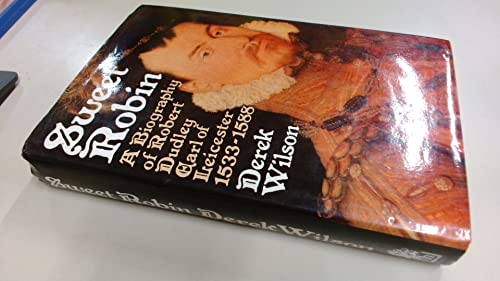 Sweet
Robin
A Biography
of Robert
Dudley
Earl of
Leicester
1533-1588
Derek
Wilson
Sweet Robin Derek Wilson